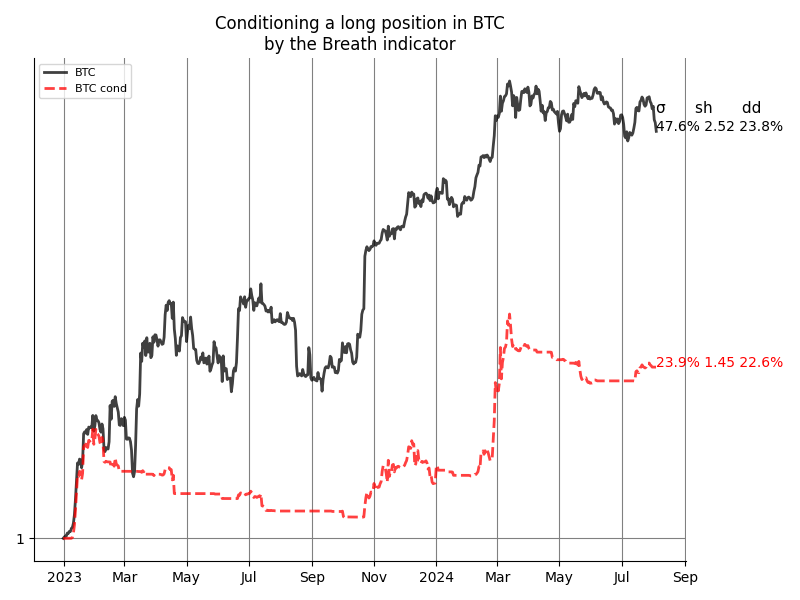 Conditioning a long position in BTC
by the Breath indicator
BTC
BTC cond
σ sh dd
47.6% 2.52 23.8%
23.9% 1.45 22.6%
1
2023 Mar May Jul Sep Nov 2024 Mar May Jul Sep